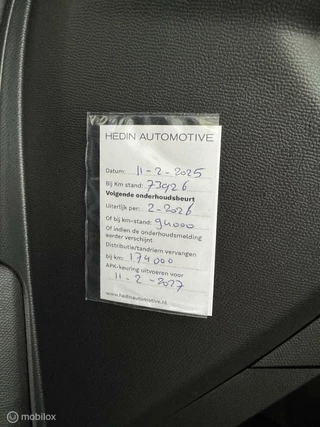 HEDIN AUTOMOTIVE
Datum: 11-2-2025
Bij Km stand: 73926
Volgende onderhoudsbeurt
Uiterlijk per: 2-2026
Of bij km-stand: 94000
Of indien de onderhoudsmelding
eerder verschijnt
Distributie/tandriem vervangen
bij km: 174000
APK-keuring uitvoeren voor
11-2-2027
www.hedinautomotive.nl
© mobilox